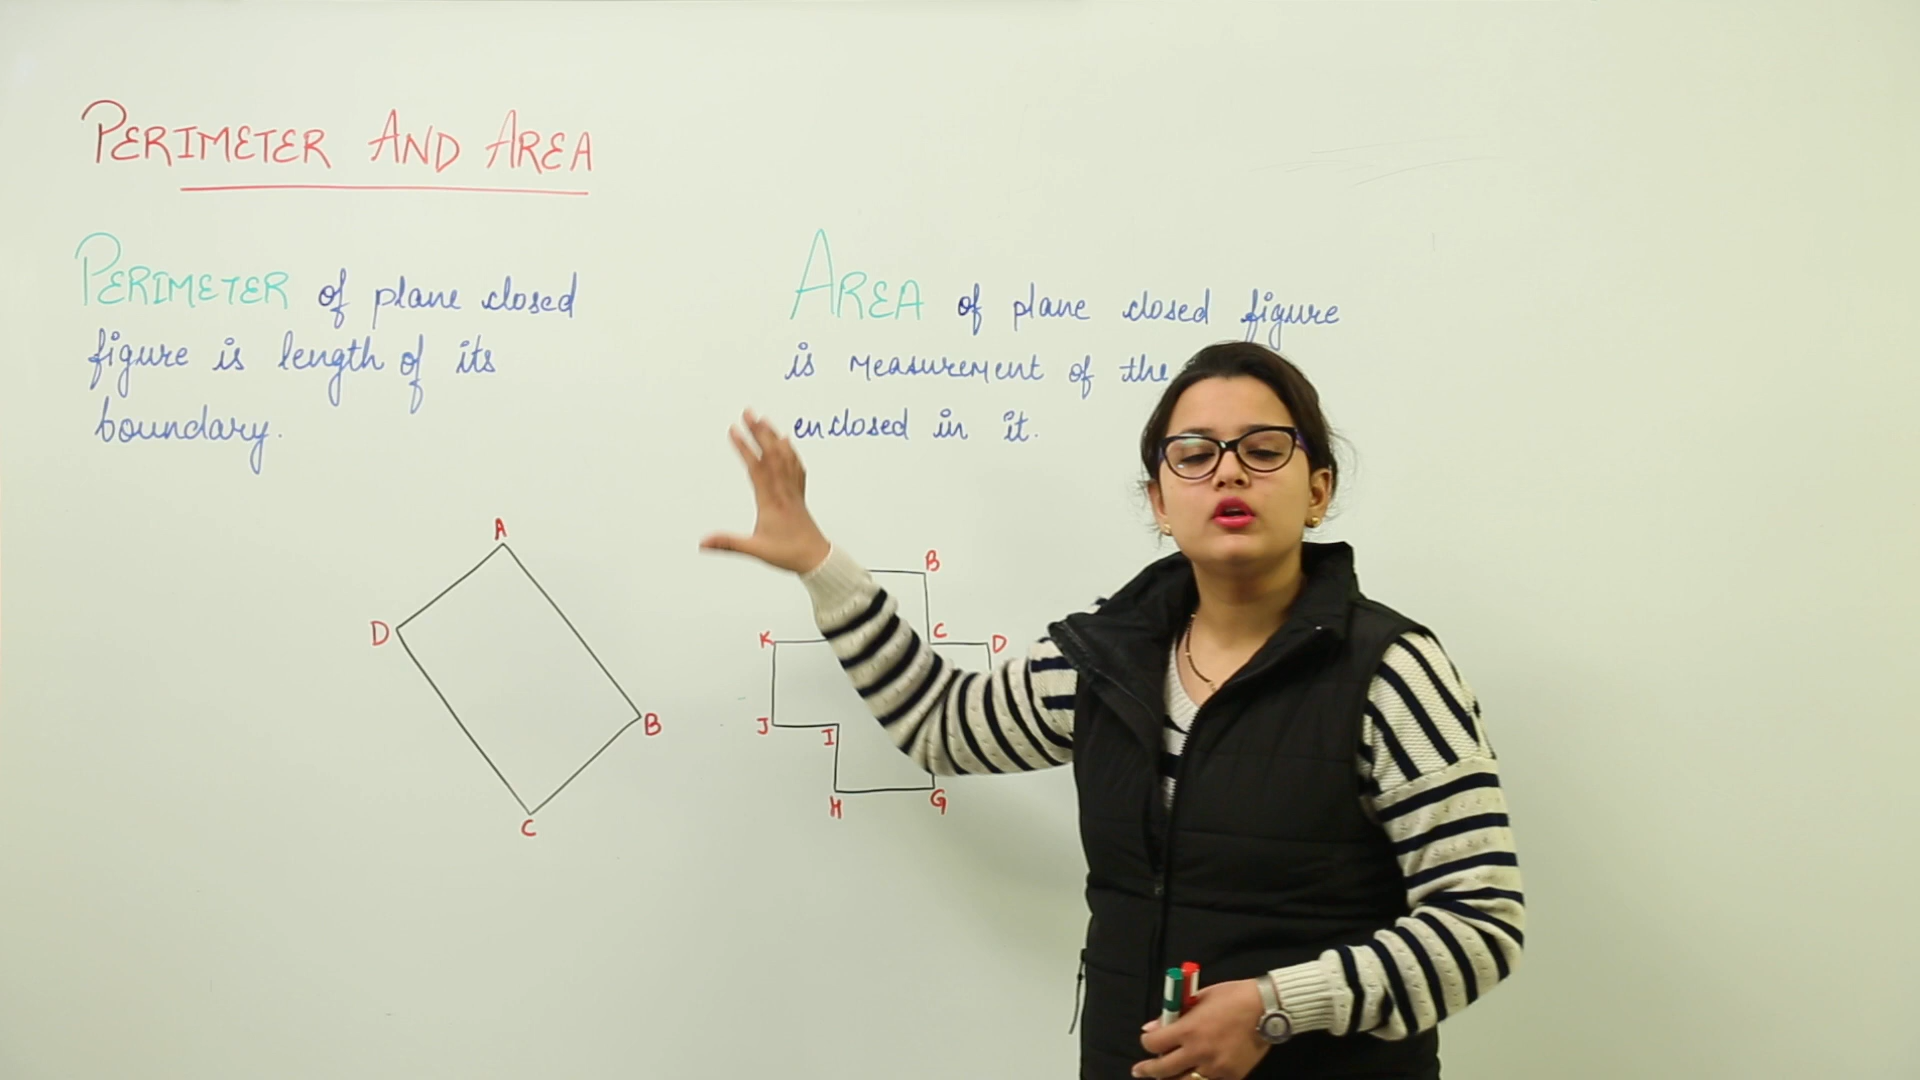 PERIMETER AND AREA
PERIMETER of plane closed
figure is length of its
boundary.
AREA of plane closed figure
is measurement of the
enclosed in it.
A
D
B
C
B
K
C
D
J
I
H
G